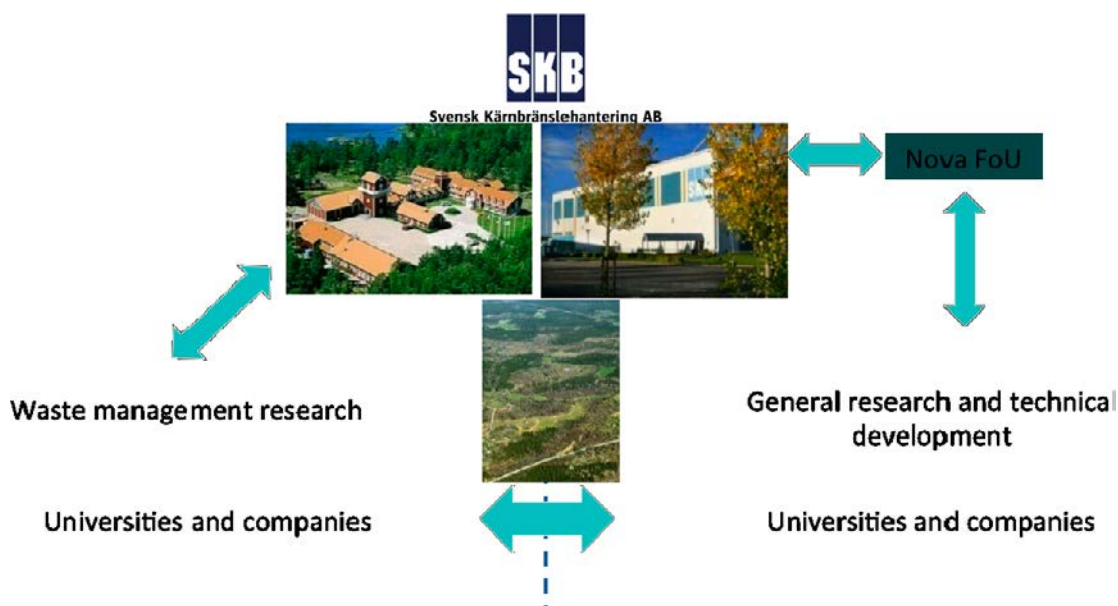 SKB
Svensk Kärnbränslehantering AB
Nova FoU
Waste management research
General research and technical
development
Universities and companies
Universities and companies